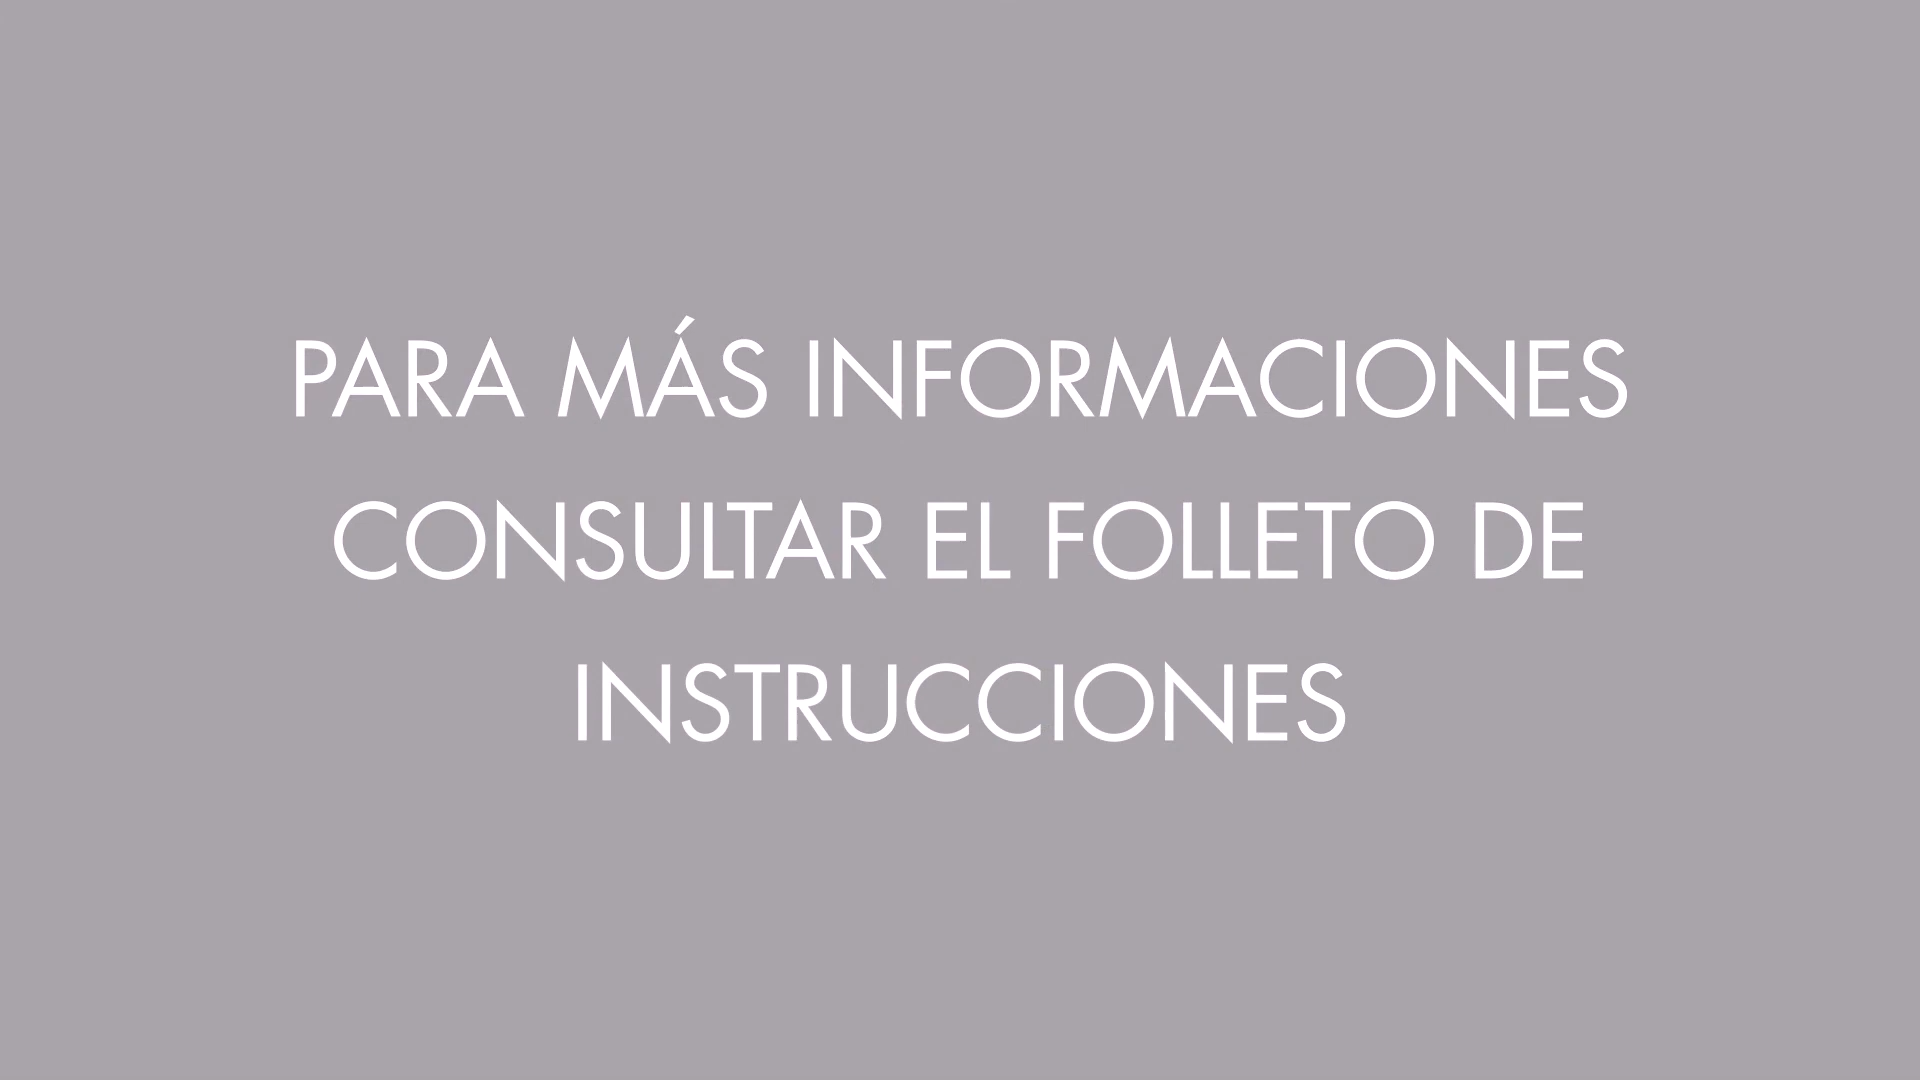 PARA MÁS INFORMACIONES
CONSULTAR EL FOLLETO DE
INSTRUCCIONES